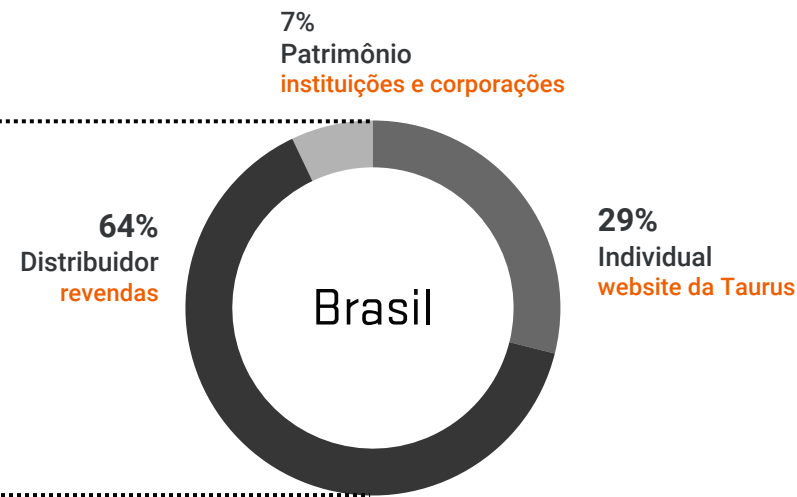 7%
Patrimônio
instituições e corporações
64%
Distribuidor
revendas
29%
Individual
website da Taurus
Brasil